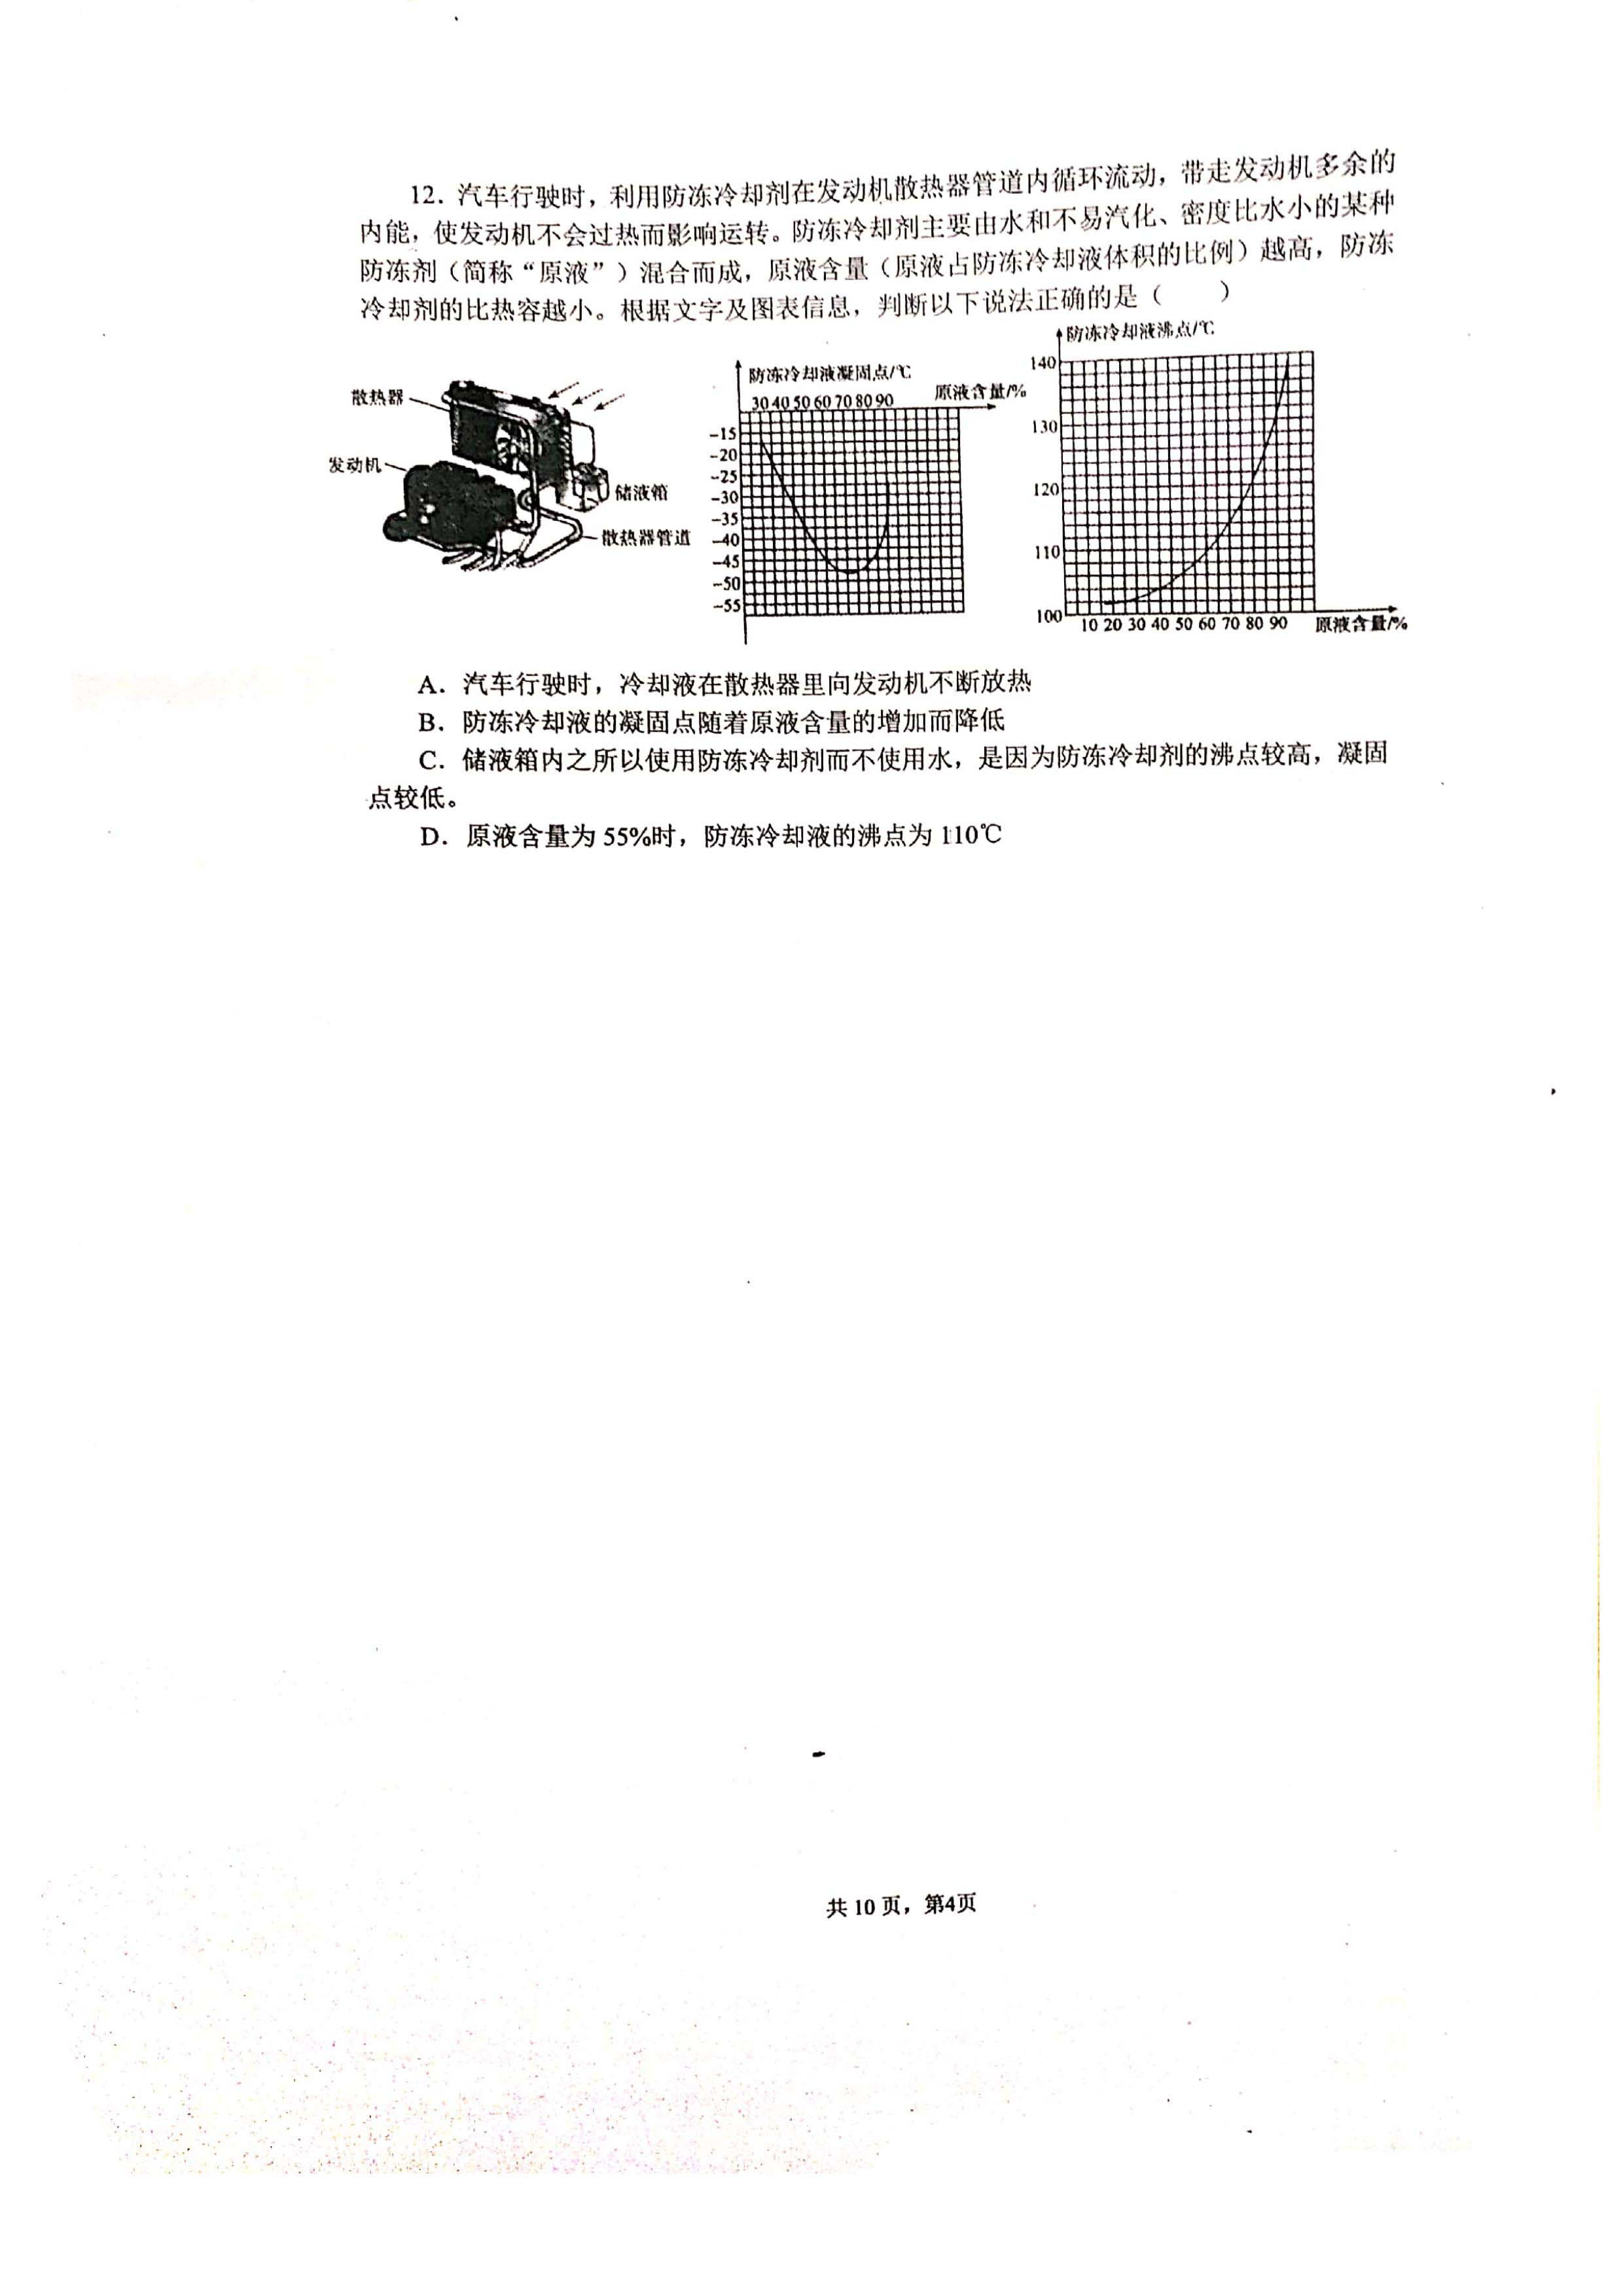 12. 汽车行驶时，利用防冻冷却剂在发动机散热器管道内循环流动，带走发动机多余的
内能，使发动机不会过热而影响运转。防冻冷却剂主要由水和不易汽化、密度比水小的某种
防冻剂（简称“原液”）混合而成，原液含量（原液占防冻冷却液体积的比例）越高，防冻
冷却剂的比热容越小。根据文字及图表信息，判断以下说法正确的是（　　）
散热器
发动机
储液箱
散热器管道
防冻冷却液凝固点/℃
原液含量/%
30 40 50 60 70 80 90
-15
-20
-25
-30
-35
-40
-45
-50
-55
防冻冷却液沸点/℃
140
130
120
110
100
10 20 30 40 50 60 70 80 90
原液含量/%
A. 汽车行驶时，冷却液在散热器里向发动机不断放热
B. 防冻冷却液的凝固点随着原液含量的增加而降低
C. 储液箱内之所以使用防冻冷却剂而不使用水，是因为防冻冷却剂的沸点较高，凝固
点较低。
D. 原液含量为 55%时，防冻冷却液的沸点为 110℃
共 10 页，第4页